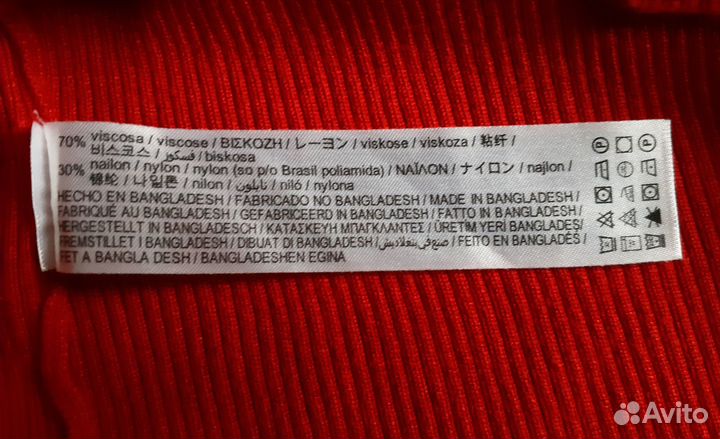 70% viscosa / viscose / ΒΙΣΚΟΖΗ / レーヨン / viskose / viskoza / 粘纤 /
비스코스 / فسكوز / biskosa
30% nailon / nylon / nylon (so p/o Brasil poliamida) / ΝΑΪΛΟΝ / ナイロン / najlon /
锦纶 / 나일론 / nilon / نايلون / niló / nylona
HECHO EN BANGLADESH / FABRICADO NO BANGLADESH / MADE IN BANGLADESH /
FABRIQUÉ AU BANGLADESH / GEFABRICEERD IN BANGLADESH / FATTO IN BANGLADESH /
HERGESTELLT IN BANGLADESCH / ΚΑΤΑΣΚΕΥΗ ΜΠΑΓΚΛΑΝΤΕΣ / ÜRETİM YERİ BANGLADEŞ /
FREMSTILLET I BANGLADESH / DIBUAT DI BANGLADESH / صنع في بنغلاديش / FEITO EN BANGLADÉS /
FET A BANGLA DESH / BANGLADESHEN EGINA
P P
P
Avito